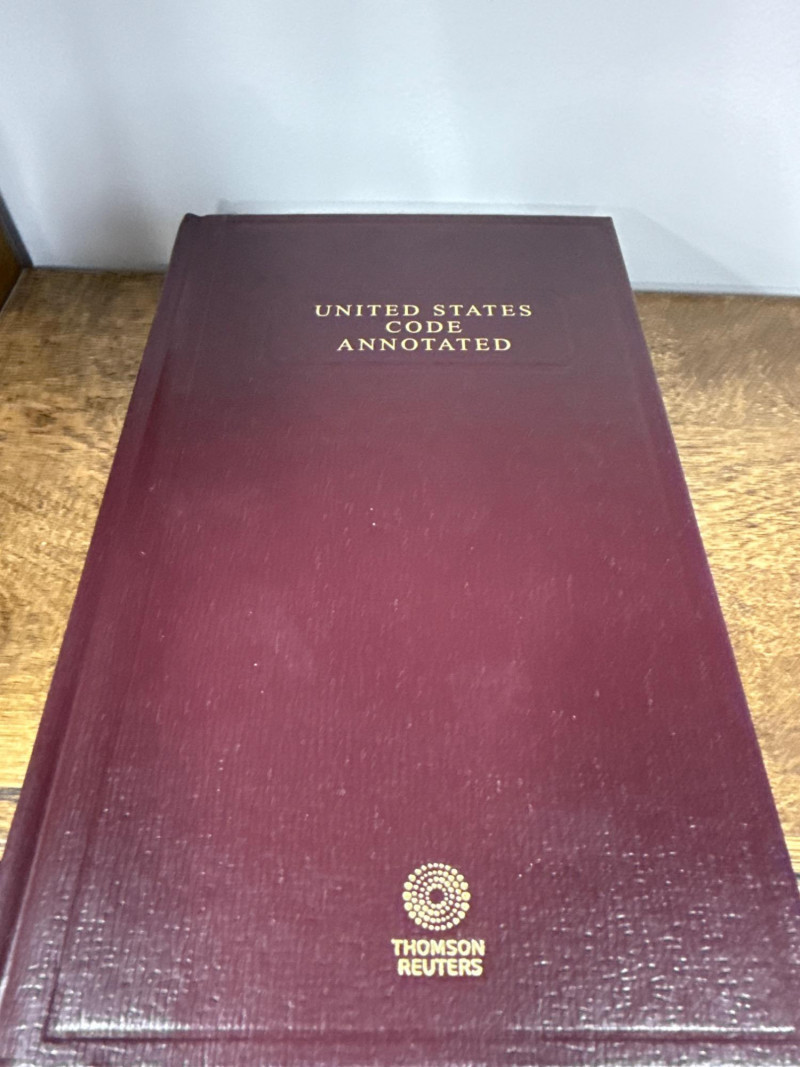 UNITED STATES
CODE
ANNOTATED
THOMSON
REUTERS